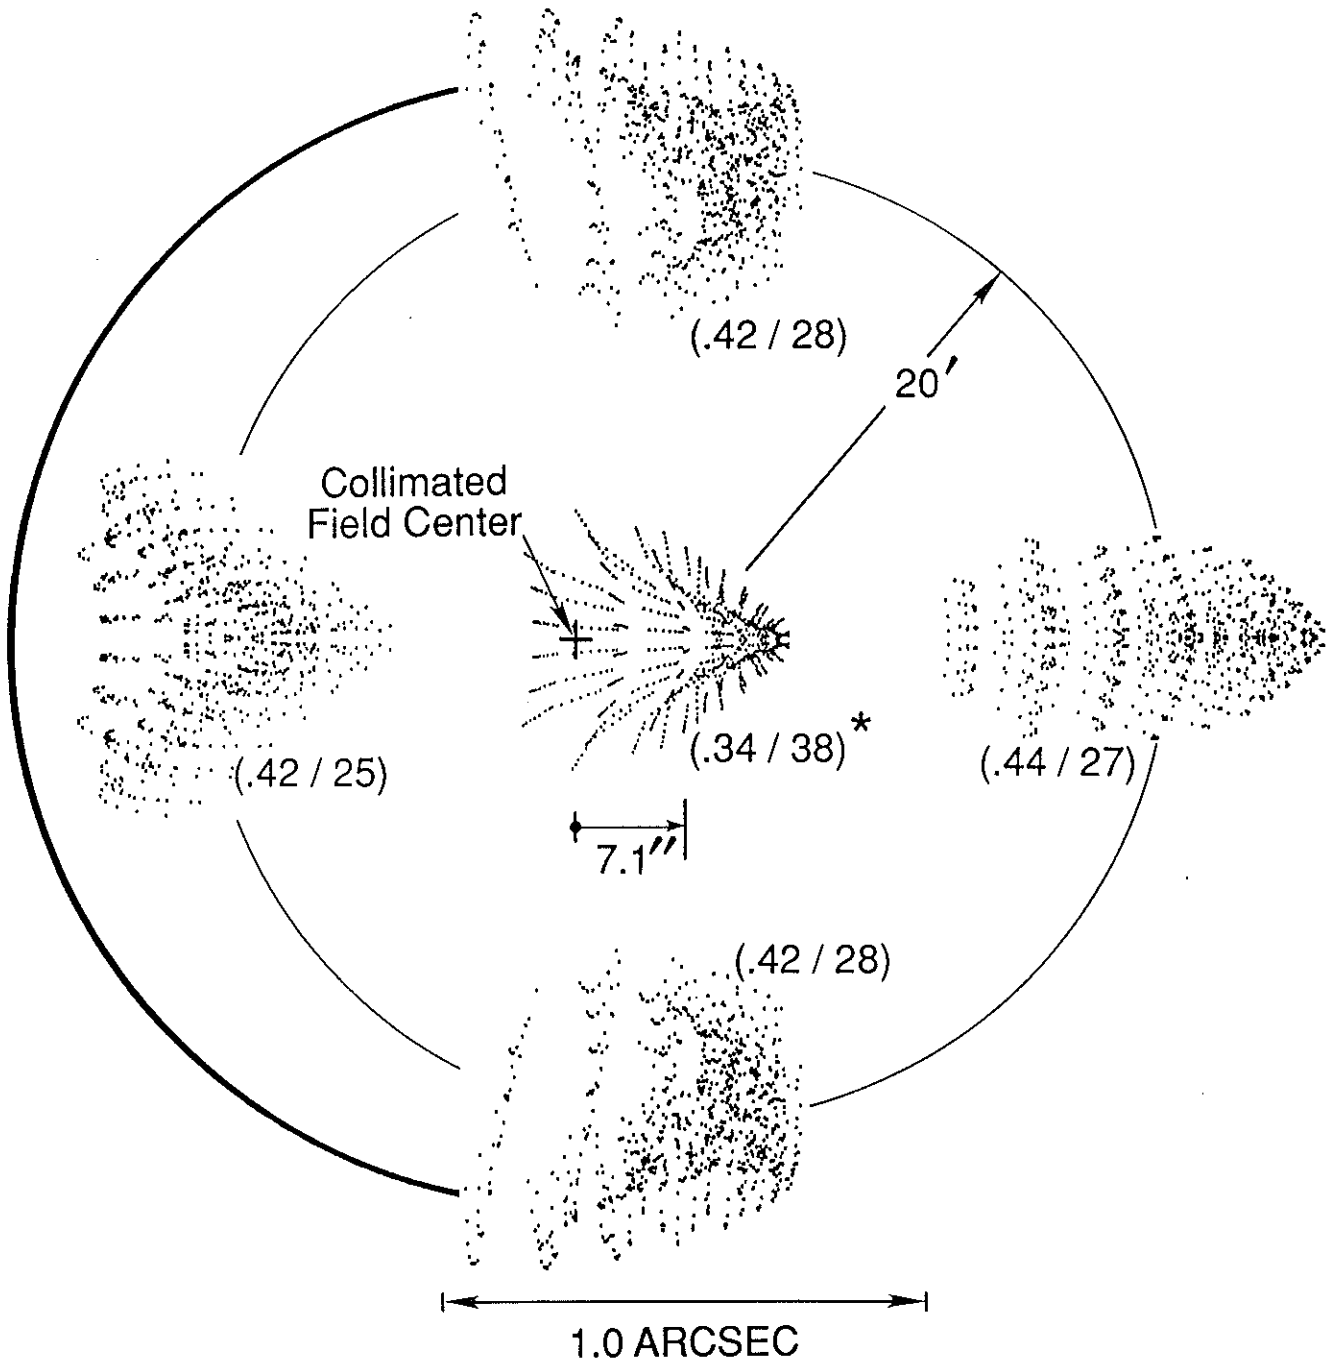 (.42 / 28)
20′
Collimated
Field Center
(.34 / 38)*
(.42 / 25)
(.44 / 27)
7.1″
(.42 / 28)
1.0 ARCSEC